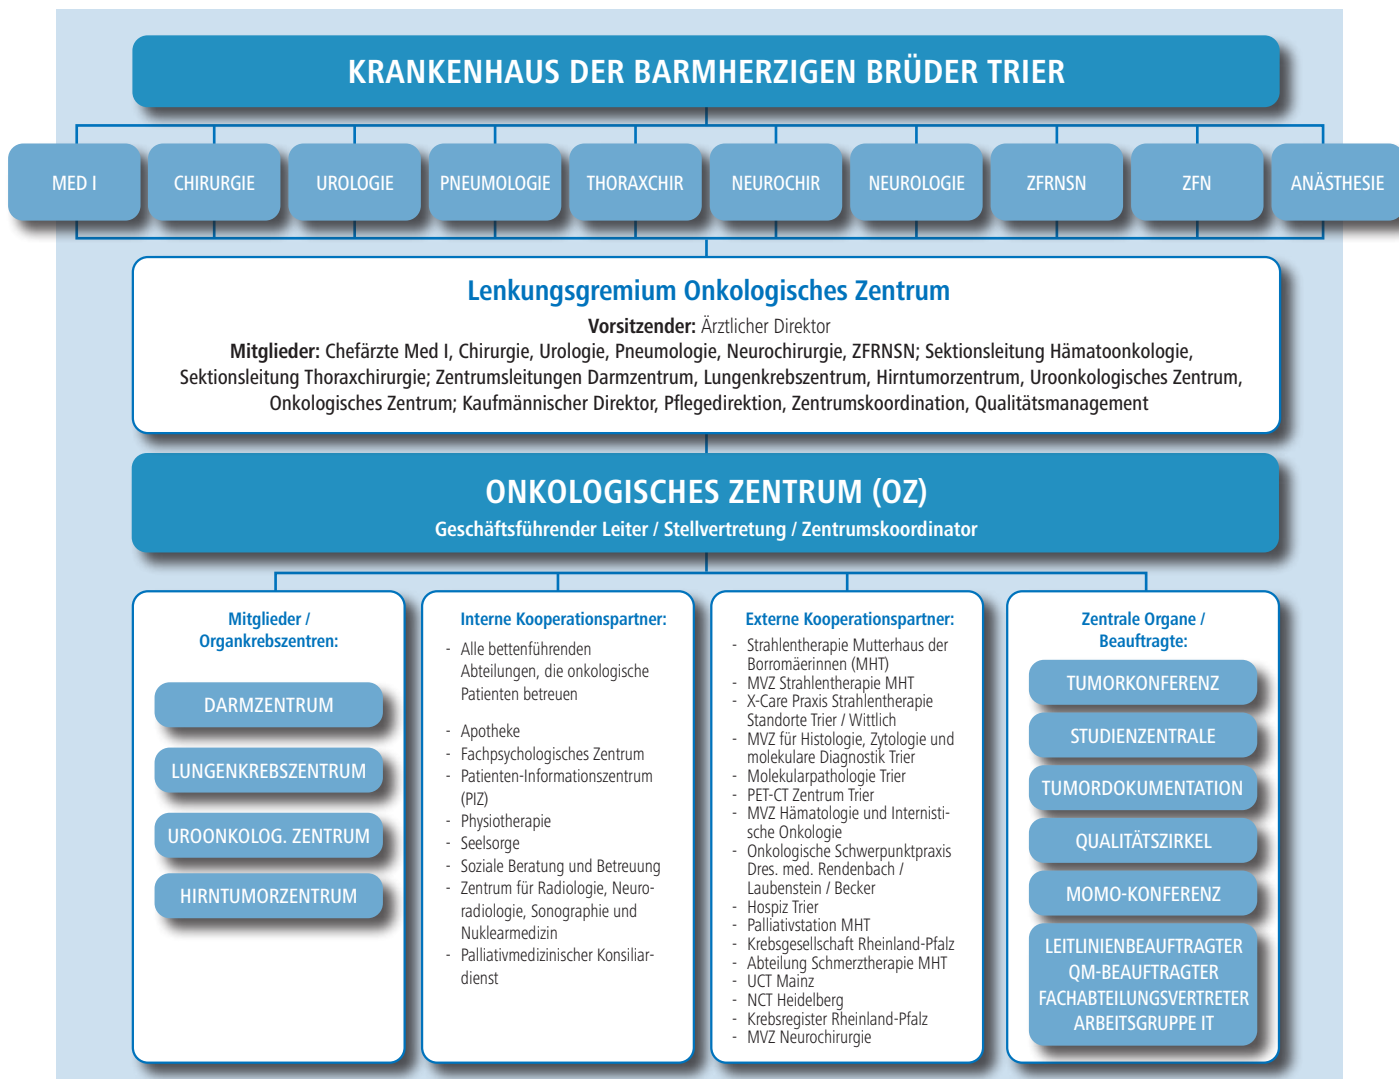 KRANKENHAUS DER BARMHERZIGEN BRÜDER TRIER
MED I
CHIRURGIE
UROLOGIE
PNEUMOLOGIE
THORAXCHIR
NEUROCHIR
NEUROLOGIE
ZFRNSN
ZFN
ANÄSTHESIE
Lenkungsgremium Onkologisches Zentrum
Vorsitzender: Ärztlicher Direktor
Mitglieder: Chefärzte Med I, Chirurgie, Urologie, Pneumologie, Neurochirurgie, ZFRNSN; Sektionsleitung Hämatoonkologie,
Sektionsleitung Thoraxchirurgie; Zentrumsleitungen Darmzentrum, Lungenkrebszentrum, Hirntumorzentrum, Uroonkologisches Zentrum,
Onkologisches Zentrum; Kaufmännischer Direktor, Pflegedirektion, Zentrumskoordination, Qualitätsmanagement
ONKOLOGISCHES ZENTRUM (OZ)
Geschäftsführender Leiter / Stellvertretung / Zentrumskoordinator
Mitglieder /
Organkrebszentren:
DARMZENTRUM
LUNGENKREBSZENTRUM
UROONKOLOG. ZENTRUM
HIRNTUMORZENTRUM
Interne Kooperationspartner:
- Alle bettenführenden
Abteilungen, die onkologische
Patienten betreuen
- Apotheke
- Fachpsychologisches Zentrum
- Patienten-Informationszentrum
(PIZ)
- Physiotherapie
- Seelsorge
- Soziale Beratung und Betreuung
- Zentrum für Radiologie, Neuro-
radiologie, Sonographie und
Nuklearmedizin
- Palliativmedizinischer Konsiliar-
dienst
Externe Kooperationspartner:
- Strahlentherapie Mutterhaus der
Borromäerinnen (MHT)
- MVZ Strahlentherapie MHT
- X-Care Praxis Strahlentherapie
Standorte Trier / Wittlich
- MVZ für Histologie, Zytologie und
molekulare Diagnostik Trier
- Molekularpathologie Trier
- PET-CT Zentrum Trier
- MVZ Hämatologie und Internisti-
sche Onkologie
- Onkologische Schwerpunktpraxis
Dres. med. Rendenbach /
Laubenstein / Becker
- Hospiz Trier
- Palliativstation MHT
- Krebsgesellschaft Rheinland-Pfalz
- Abteilung Schmerztherapie MHT
- UCT Mainz
- NCT Heidelberg
- Krebsregister Rheinland-Pfalz
- MVZ Neurochirurgie
Zentrale Organe /
Beauftragte:
TUMORKONFERENZ
STUDIENZENTRALE
TUMORDOKUMENTATION
QUALITÄTSZIRKEL
MOMO-KONFERENZ
LEITLINIENBEAUFTRAGTER
QM-BEAUFTRAGTER
FACHABTEILUNGSVERTRETER
ARBEITSGRUPPE IT